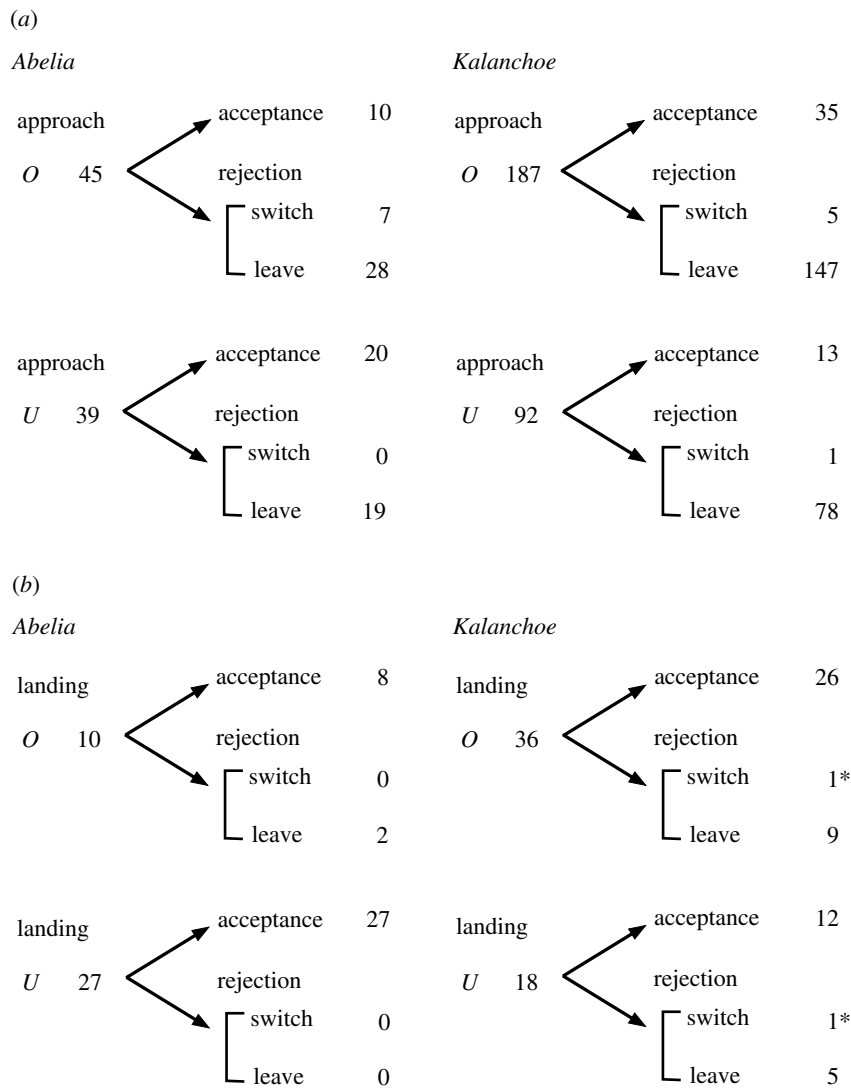 (a)
Abelia
approach
O 45
acceptance 10
rejection
switch 7
leave 28
approach
U 39
acceptance 20
rejection
switch 0
leave 19
Kalanchoe
approach
O 187
acceptance 35
rejection
switch 5
leave 147
approach
U 92
acceptance 13
rejection
switch 1
leave 78
(b)
Abelia
landing
O 10
acceptance 8
rejection
switch 0
leave 2
landing
U 27
acceptance 27
rejection
switch 0
leave 0
Kalanchoe
landing
O 36
acceptance 26
rejection
switch 1*
leave 9
landing
U 18
acceptance 12
rejection
switch 1*
leave 5